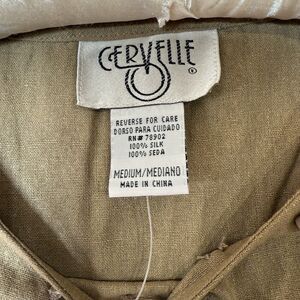 CERVELLE
®
REVERSE FOR CARE
DORSO PARA CUIDADO
RN# 78902
100% SILK
100% SEDA
MEDIUM/MEDIANO
MADE IN CHINA